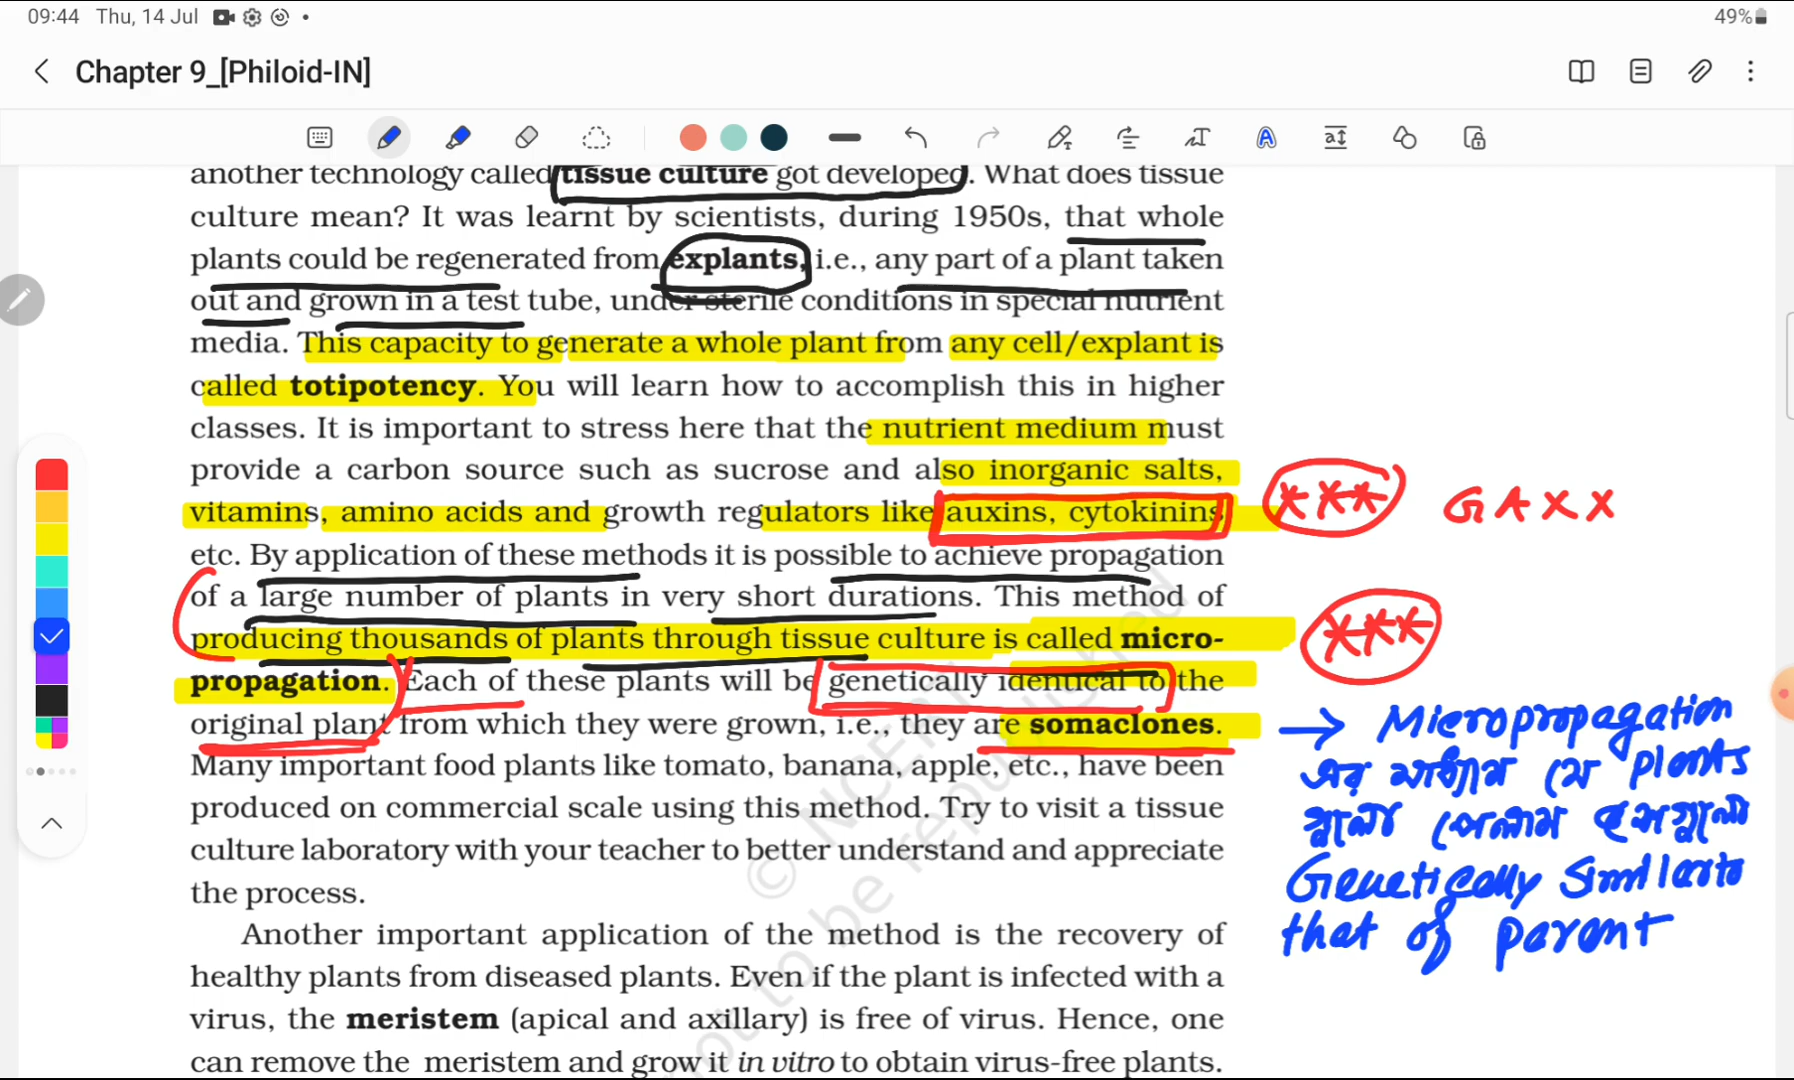 09:44 Thu, 14 Jul
49%
Chapter 9_[Philoid-IN]
another technology called tissue culture got developed. What does tissue
culture mean? It was learnt by scientists, during 1950s, that whole
plants could be regenerated from explants, i.e., any part of a plant taken
out and grown in a test tube, under sterile conditions in special nutrient
media. This capacity to generate a whole plant from any cell/explant is
called totipotency. You will learn how to accomplish this in higher
classes. It is important to stress here that the nutrient medium must
provide a carbon source such as sucrose and also inorganic salts,
vitamins, amino acids and growth regulators like auxins, cytokinins
etc. By application of these methods it is possible to achieve propagation
of a large number of plants in very short durations. This method of
producing thousands of plants through tissue culture is called micro-
propagation. Each of these plants will be genetically identical to the
original plant from which they were grown, i.e., they are somaclones.
Many important food plants like tomato, banana, apple, etc., have been
produced on commercial scale using this method. Try to visit a tissue
culture laboratory with your teacher to better understand and appreciate
the process.
Another important application of the method is the recovery of
healthy plants from diseased plants. Even if the plant is infected with a
virus, the meristem (apical and axillary) is free of virus. Hence, one
can remove the meristem and grow it in vitro to obtain virus-free plants.
*** GA X X
***
→ Micropropagation
এর মাধ্যমে যে plants
গুলো পেলাম
Genetically similar to
that of parent
© NCERT
not to be republished